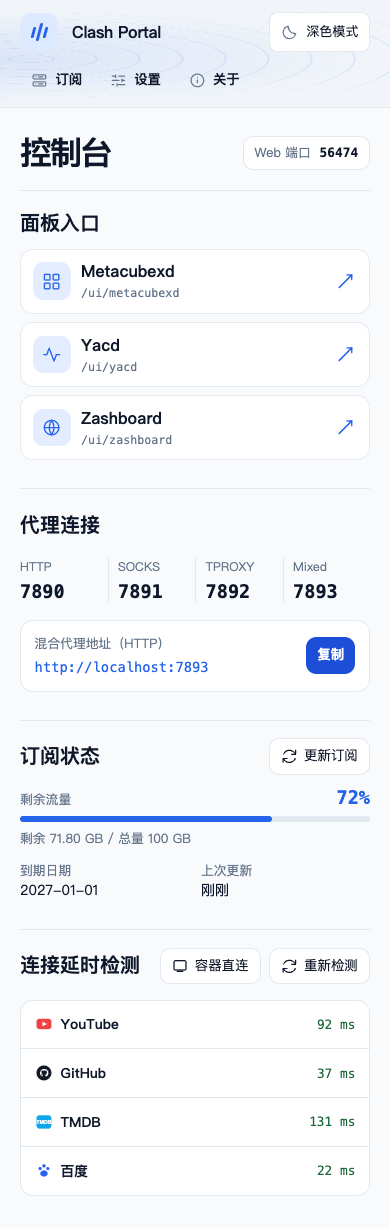 Clash Portal
深色模式
订阅
设置
关于
控制台
Web 端口 56474
面板入口
Metacubexd
/ui/metacubexd
Yacd
/ui/yacd
Zashboard
/ui/zashboard
代理连接
HTTP SOCKS TPROXY Mixed
7890 7891 7892 7893
混合代理地址（HTTP）
http://localhost:7893
复制
订阅状态
更新订阅
剩余流量 72%
剩余 71.80 GB / 总量 100 GB
到期日期 上次更新
2027-01-01 刚刚
连接延时检测
容器直连
重新检测
YouTube 92 ms
GitHub 37 ms
TMDB TMDB 131 ms
百度 22 ms